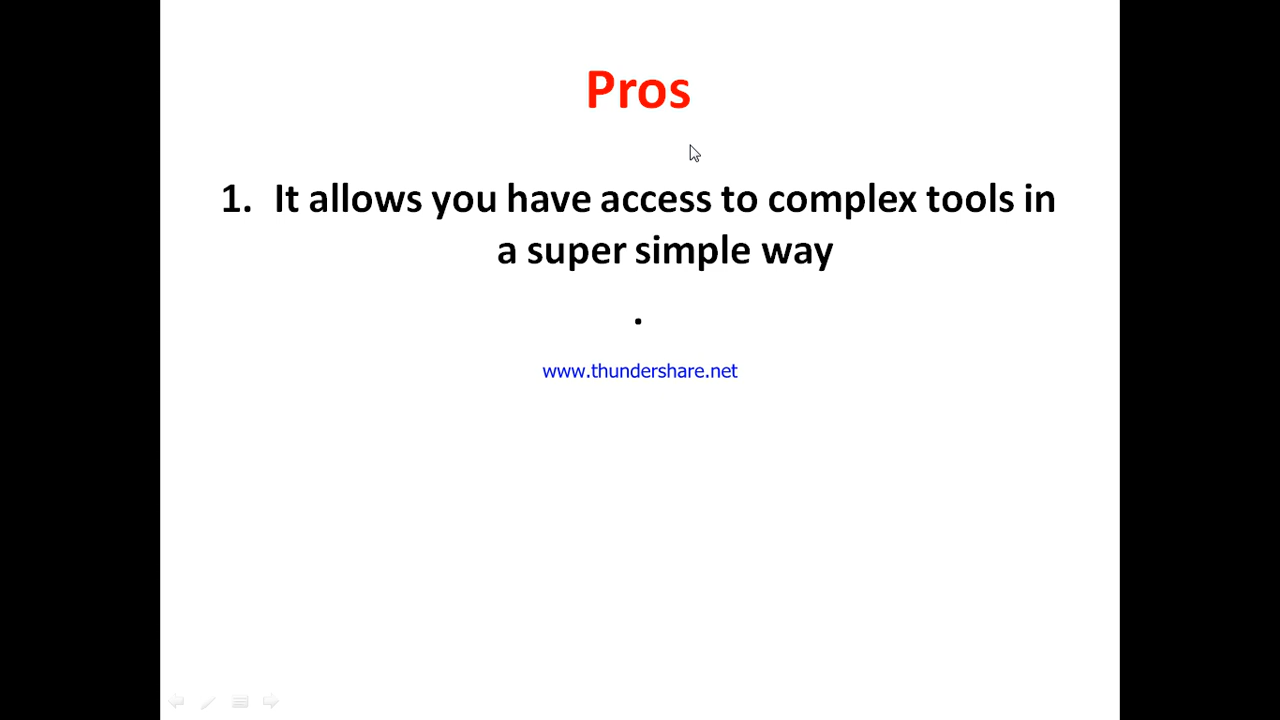 Pros
1. It allows you have access to complex tools in
a super simple way
.
www.thundershare.net